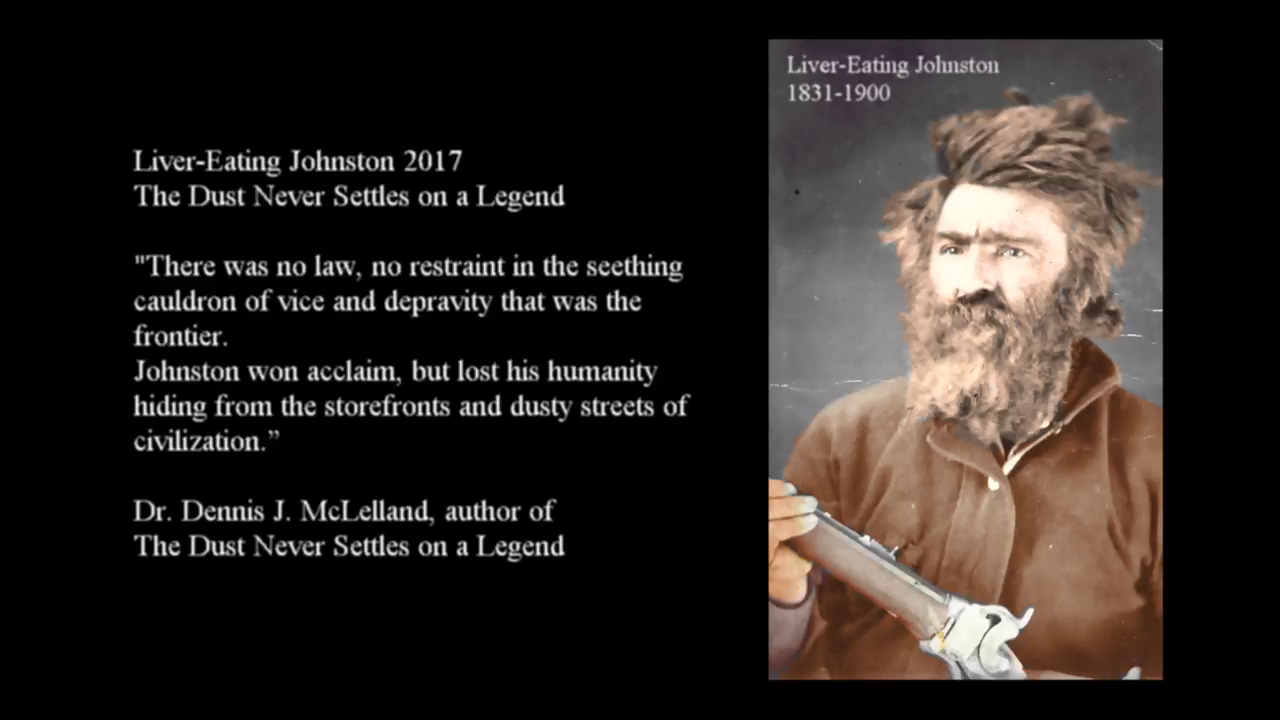 Liver-Eating Johnston 2017
The Dust Never Settles on a Legend
"There was no law, no restraint in the seething
cauldron of vice and depravity that was the
frontier.
Johnston won acclaim, but lost his humanity
hiding from the storefronts and dusty streets of
civilization.”
Dr. Dennis J. McLelland, author of
The Dust Never Settles on a Legend
Liver-Eating Johnston
1831-1900